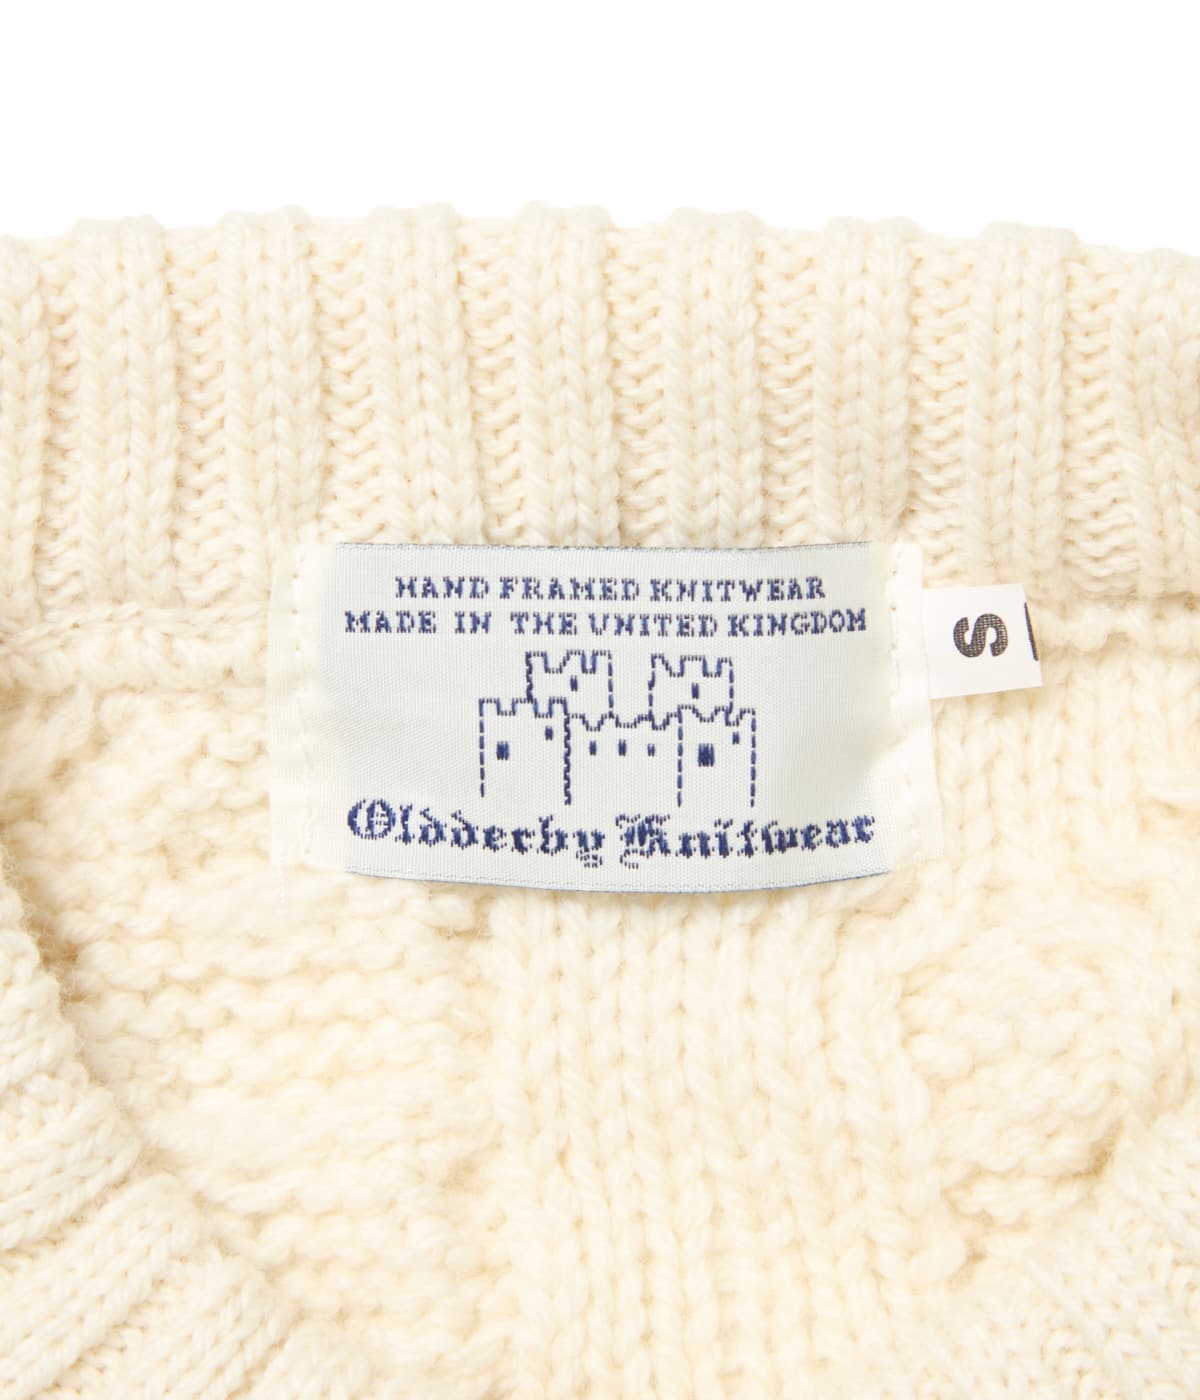 HAND FRAMED KNITWEAR
MADE IN THE UNITED KINGDOM
Oldderby Knitwear
S